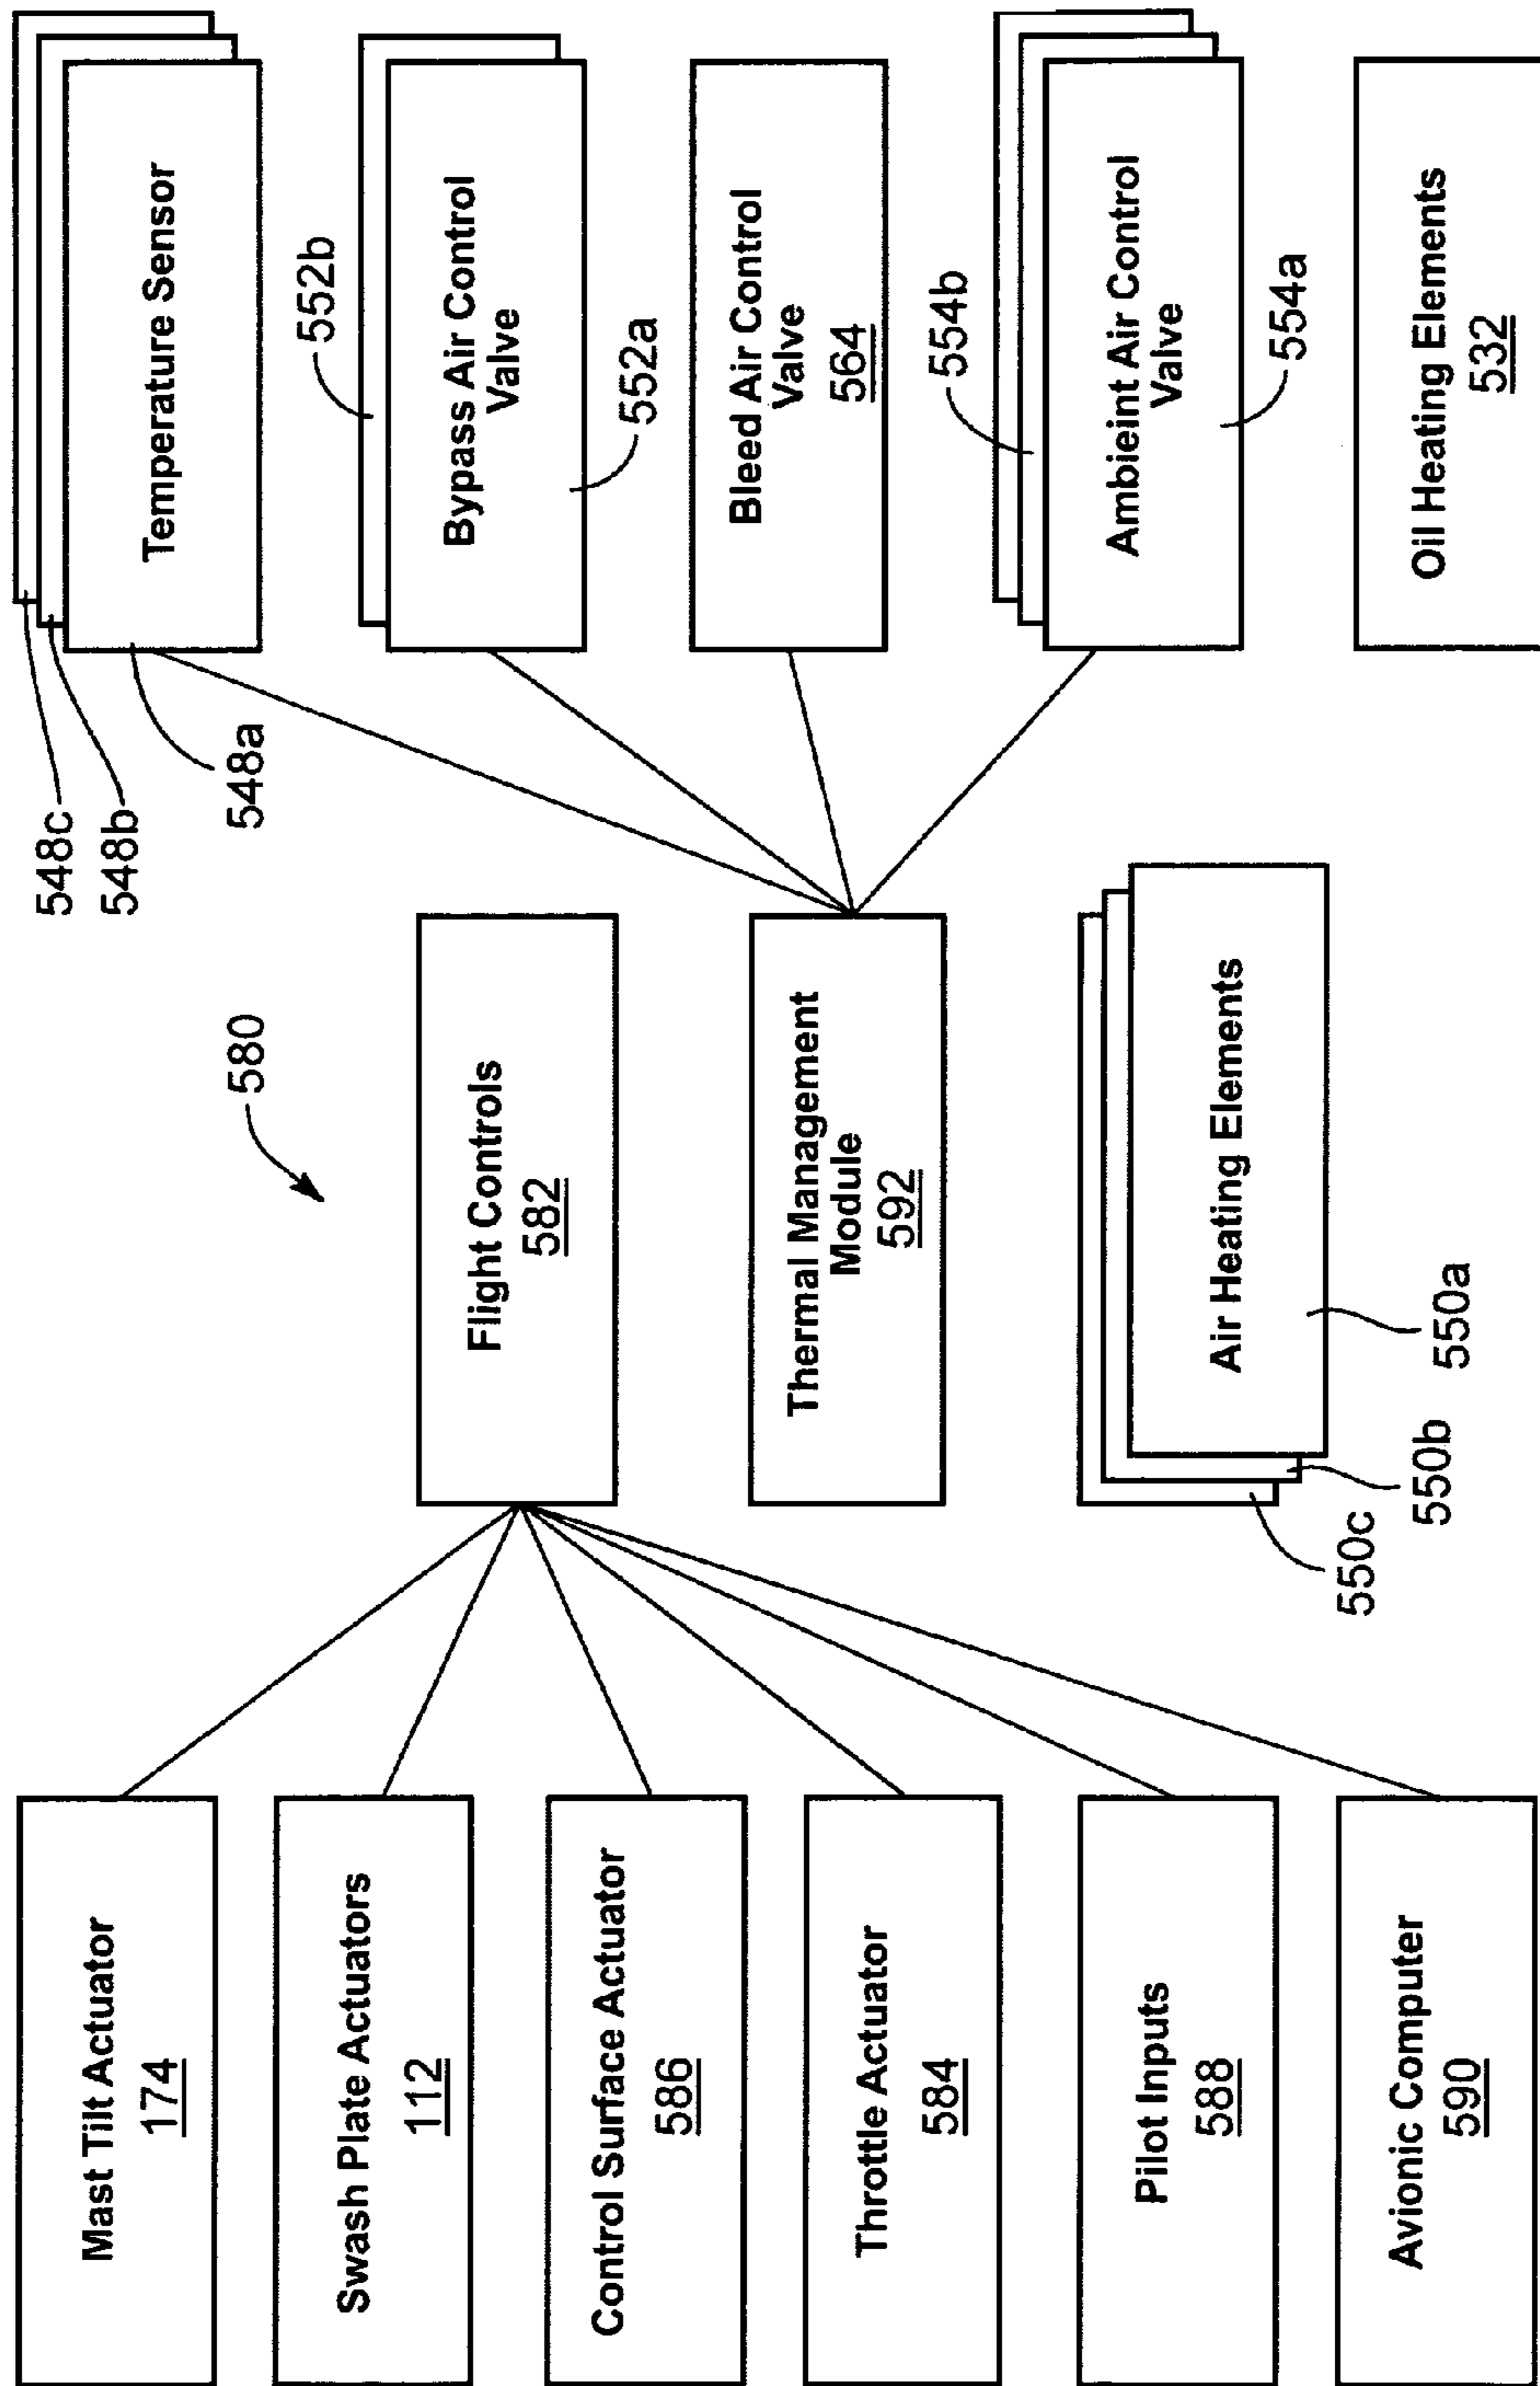 Mast Tilt Actuator
174
Swash Plate Actuators
112
Control Surface Actuator
586
Throttle Actuator
584
Pilot Inputs
588
Avionic Computer
590
580
Flight Controls
582
Thermal Management
Module
592
Air Heating Elements
550a
550b
550c
548c
548b
548a
Temperature Sensor
552b
Bypass Air Control
Valve
552a
Bleed Air Control
Valve
564
554b
Ambieint Air Control
Valve
554a
Oil Heating Elements
532